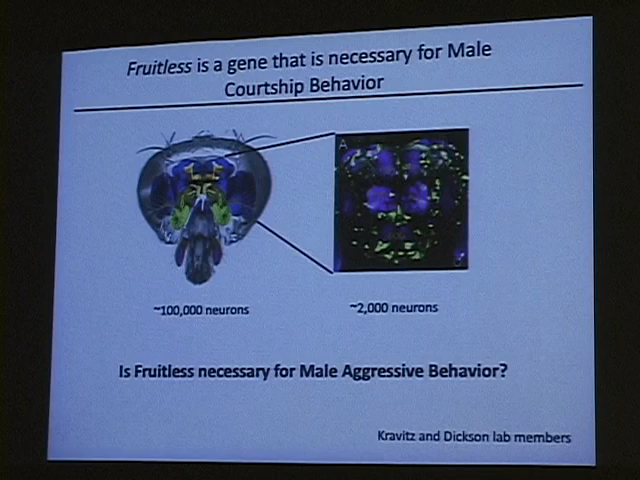 Fruitless is a gene that is necessary for Male
Courtship Behavior
A
~100,000 neurons
~2,000 neurons
Is Fruitless necessary for Male Aggressive Behavior?
Kravitz and Dickson lab members